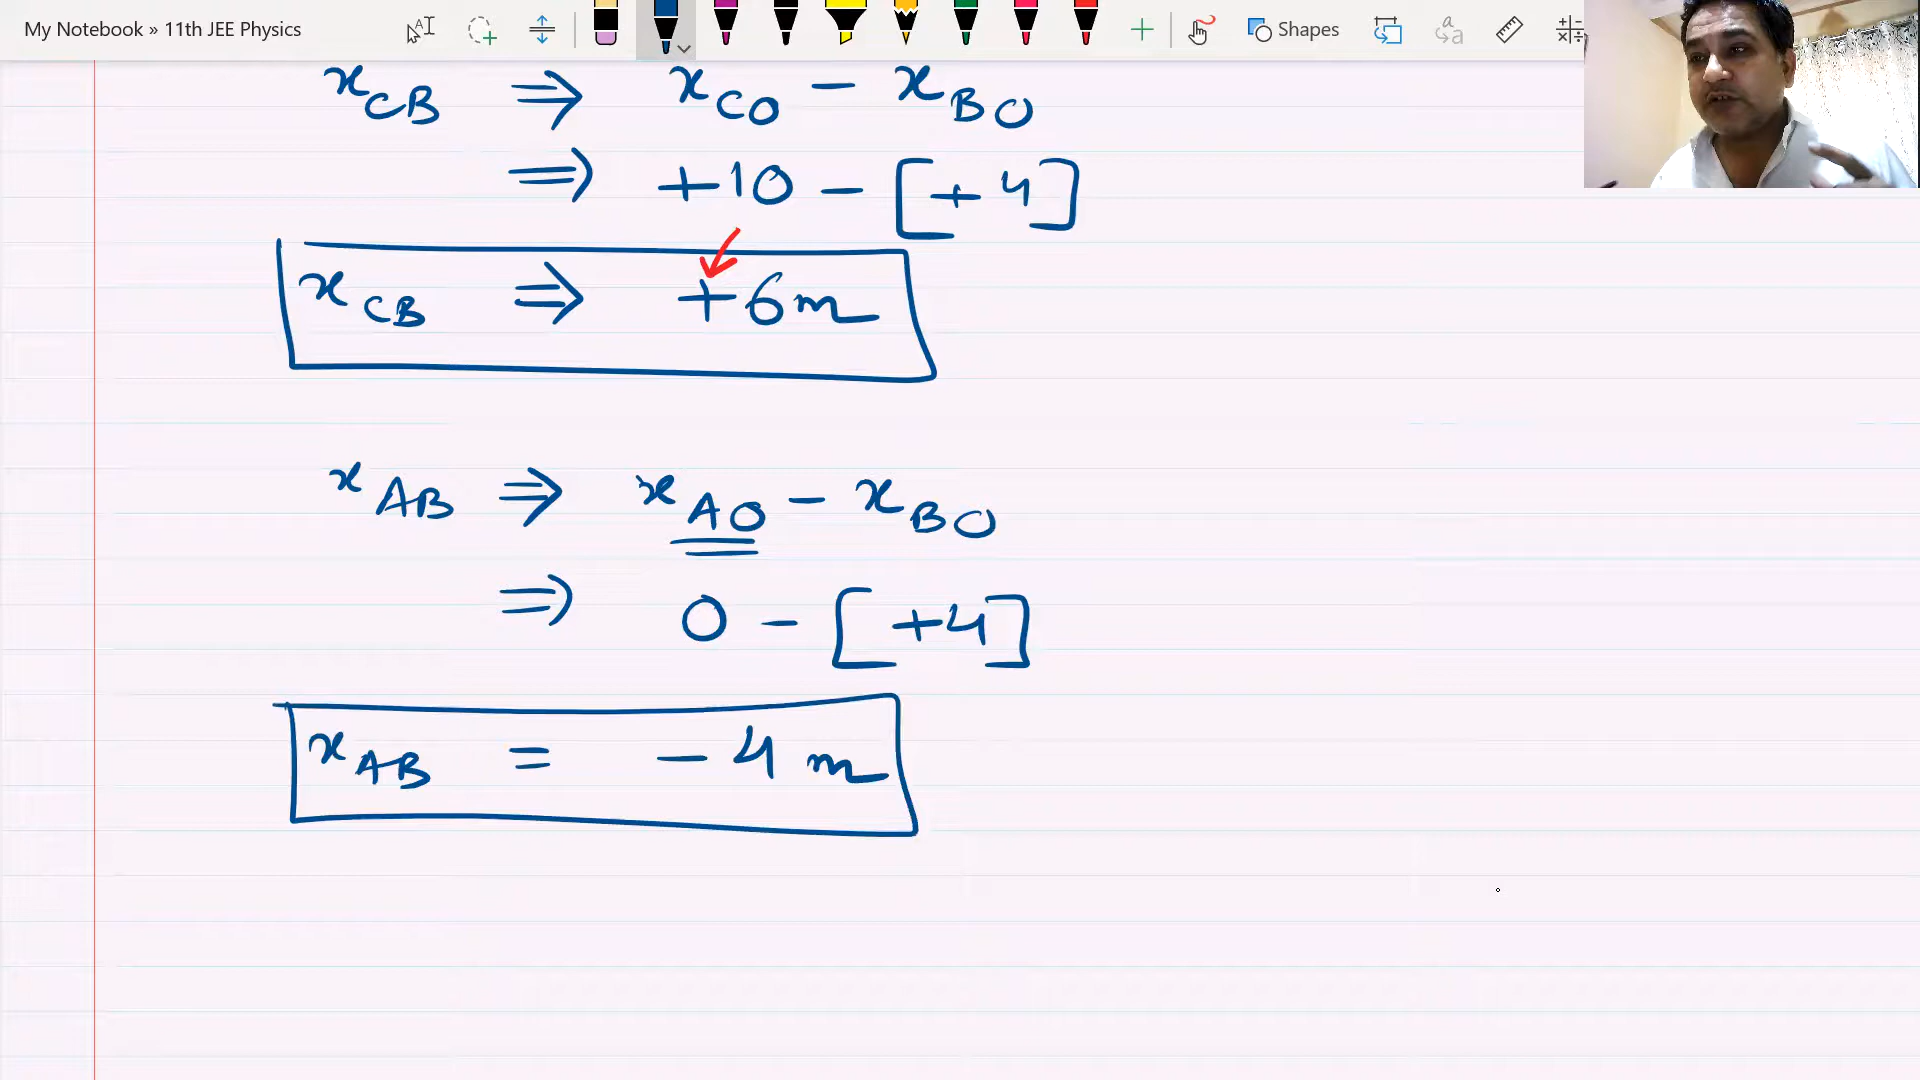 My Notebook » 11th JEE Physics
Shapes
x_CB ⇒ x_CO − x_BO
⇒ +10 − [+4]
x_CB ⇒ +6m
x_AB ⇒ x_AO − x_BO
⇒ 0 − [+4]
x_AB = −4 m